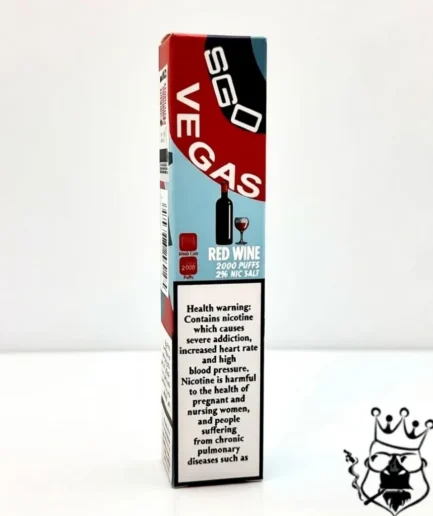 SGO
VEGAS
RED WINE
2000 PUFFS
2% NIC SALT
2000
Puffs
Health warning:
Contains nicotine
which causes
severe addiction,
increased heart rate
and high
blood pressure.
Nicotine is harmful
to the health of
pregnant and
nursing women,
and people
suffering
from chronic
pulmonary
diseases such as